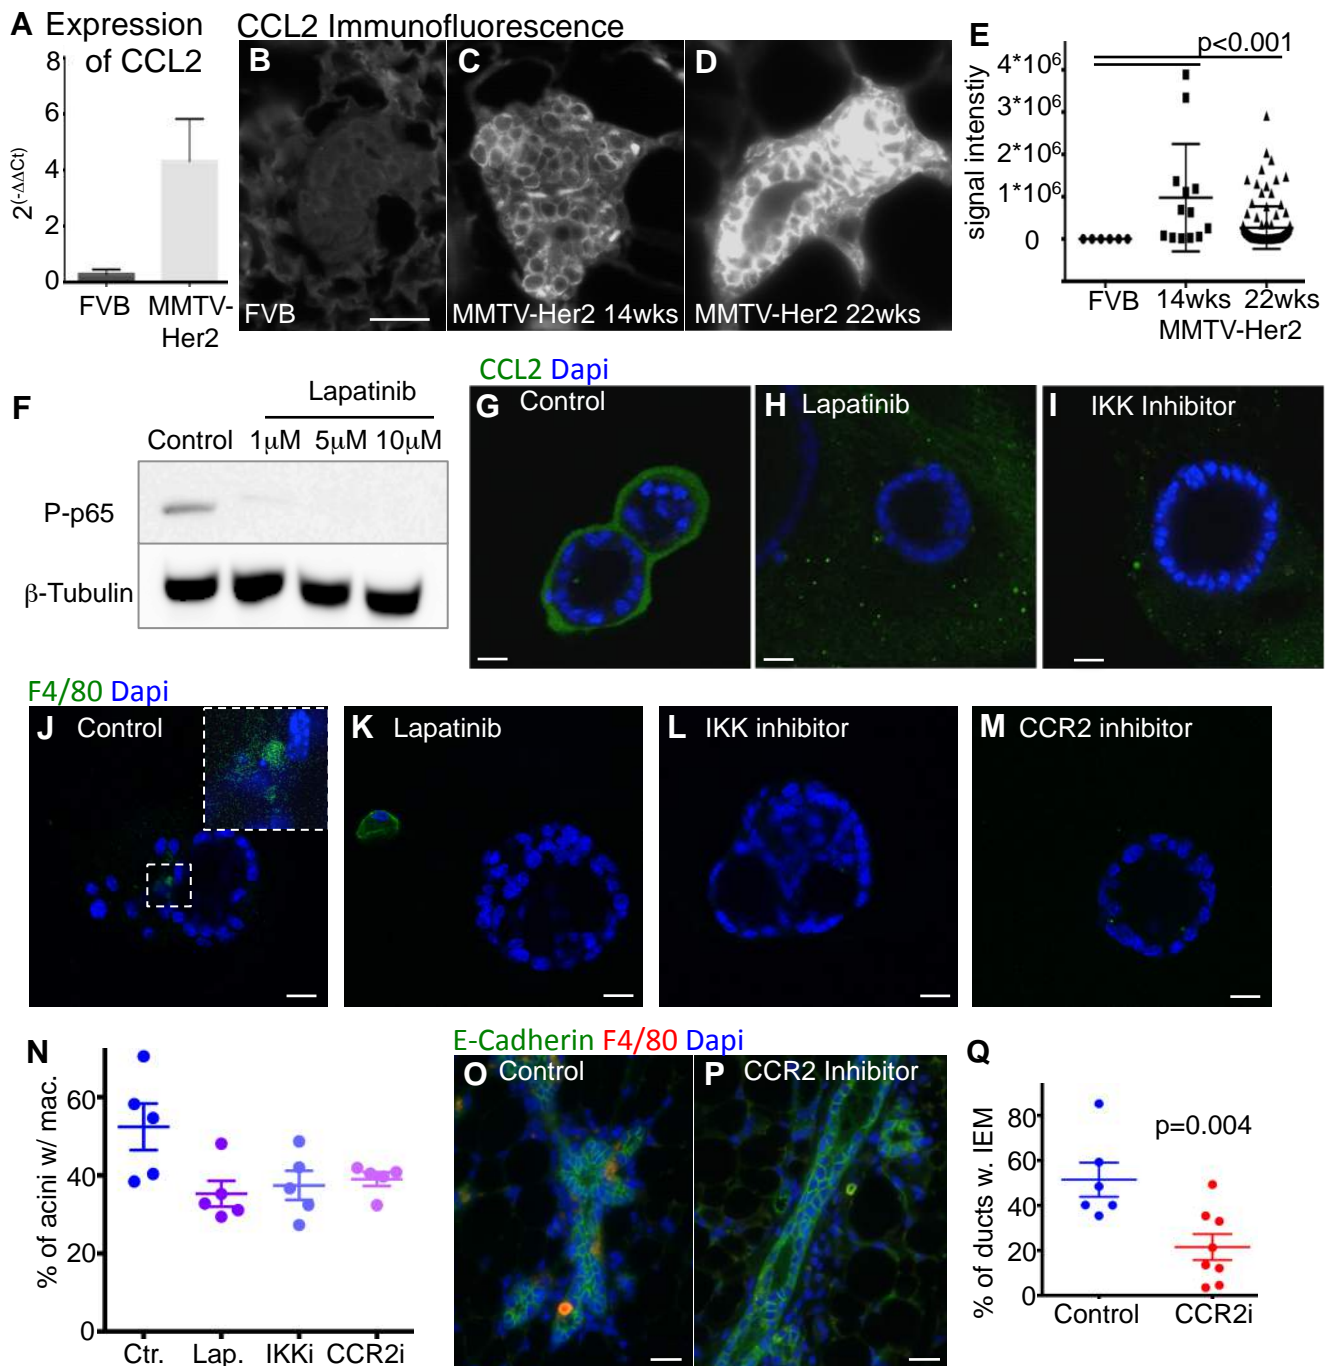 A Expression of CCL2
8
6
4
2
0
2(-ΔΔCt)
FVB
MMTV-Her2
CCL2 Immunofluorescence
B
FVB
C
MMTV-Her2 14wks
D
MMTV-Her2 22wks
E
p<0.001
signal intenstiy
4*10⁶
3*10⁶
2*10⁶
1*10⁶
0
FVB
14wks
22wks
MMTV-Her2
F
Lapatinib
Control 1μM 5μM 10μM
P-p65
β-Tubulin
CCL2 Dapi
G Control
H Lapatinib
I IKK Inhibitor
F4/80 Dapi
J Control
K Lapatinib
L IKK inhibitor
M CCR2 inhibitor
N
% of acini w/ mac.
60
40
20
0
Ctr. Lap. IKKi CCR2i
E-Cadherin F4/80 Dapi
O Control
P CCR2 Inhibitor
Q
% of ducts w. IEM
80
60
40
20
0
p=0.004
Control CCR2i